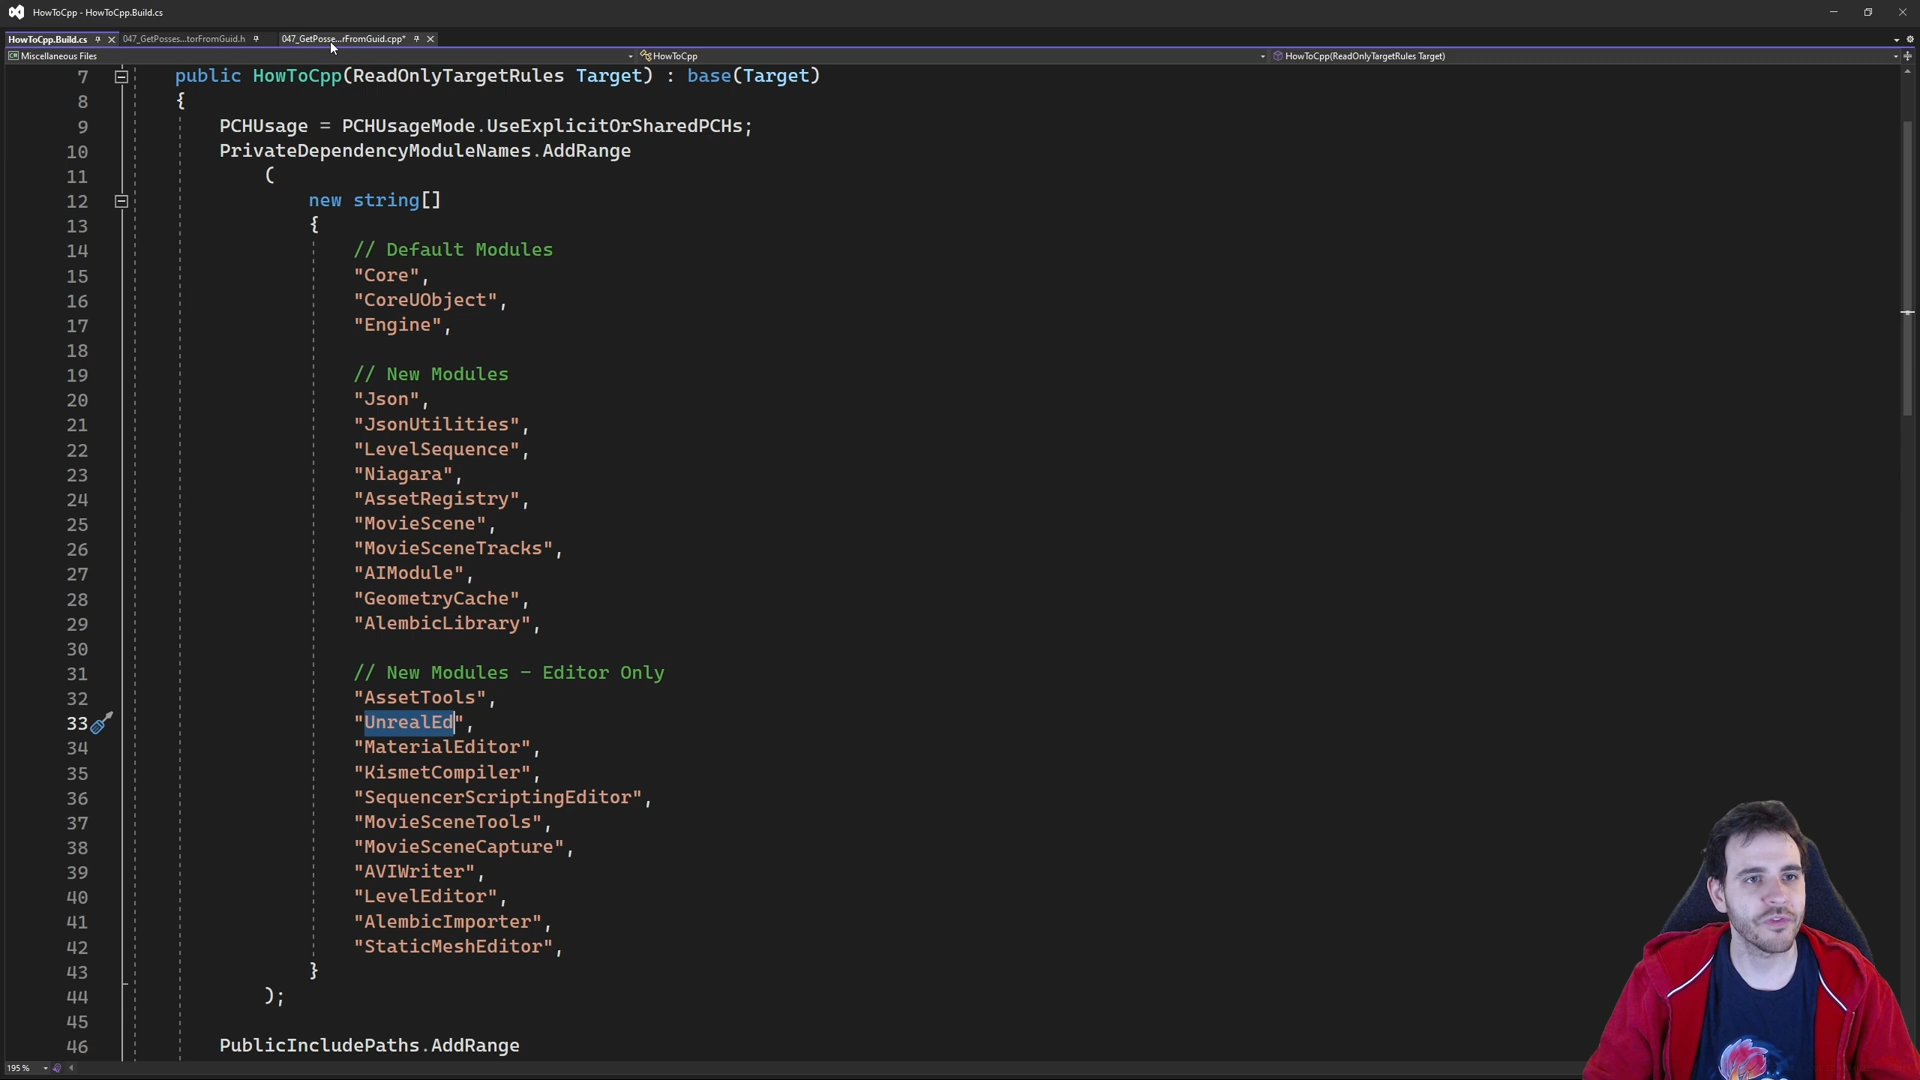 HowToCpp - HowToCpp.Build.cs
HowToCpp.Build.cs 047_GetPosses...torFromGuid.h 047_GetPosse...rFromGuid.cpp*
Miscellaneous Files HowToCpp HowToCpp(ReadOnlyTargetRules Target)
7 public HowToCpp(ReadOnlyTargetRules Target) : base(Target)
8 {
9 PCHUsage = PCHUsageMode.UseExplicitOrSharedPCHs;
10 PrivateDependencyModuleNames.AddRange
11 (
12 new string[]
13 {
14 // Default Modules
15 "Core",
16 "CoreUObject",
17 "Engine",
18
19 // New Modules
20 "Json",
21 "JsonUtilities",
22 "LevelSequence",
23 "Niagara",
24 "AssetRegistry",
25 "MovieScene",
26 "MovieSceneTracks",
27 "AIModule",
28 "GeometryCache",
29 "AlembicLibrary",
30
31 // New Modules - Editor Only
32 "AssetTools",
33 "UnrealEd",
34 "MaterialEditor",
35 "KismetCompiler",
36 "SequencerScriptingEditor",
37 "MovieSceneTools",
38 "MovieSceneCapture",
39 "AVIWriter",
40 "LevelEditor",
41 "AlembicImporter",
42 "StaticMeshEditor",
43 }
44 );
45
46 PublicIncludePaths.AddRange
195 %